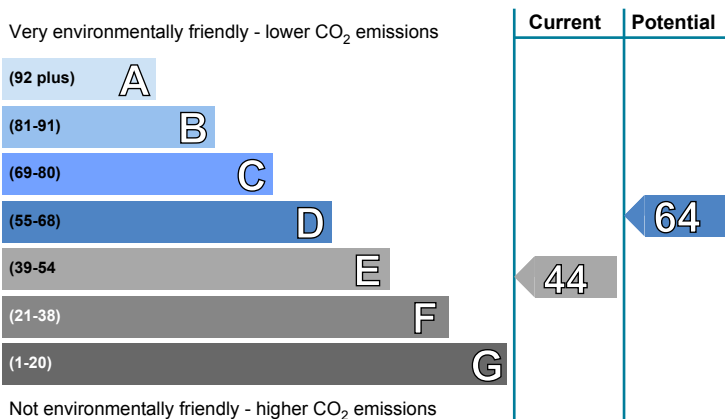 Very environmentally friendly - lower CO₂ emissions
Current
Potential
(92 plus) A
(81-91) B
(69-80) C
(55-68) D
64
(39-54 E
44
(21-38) F
(1-20) G
Not environmentally friendly - higher CO₂ emissions